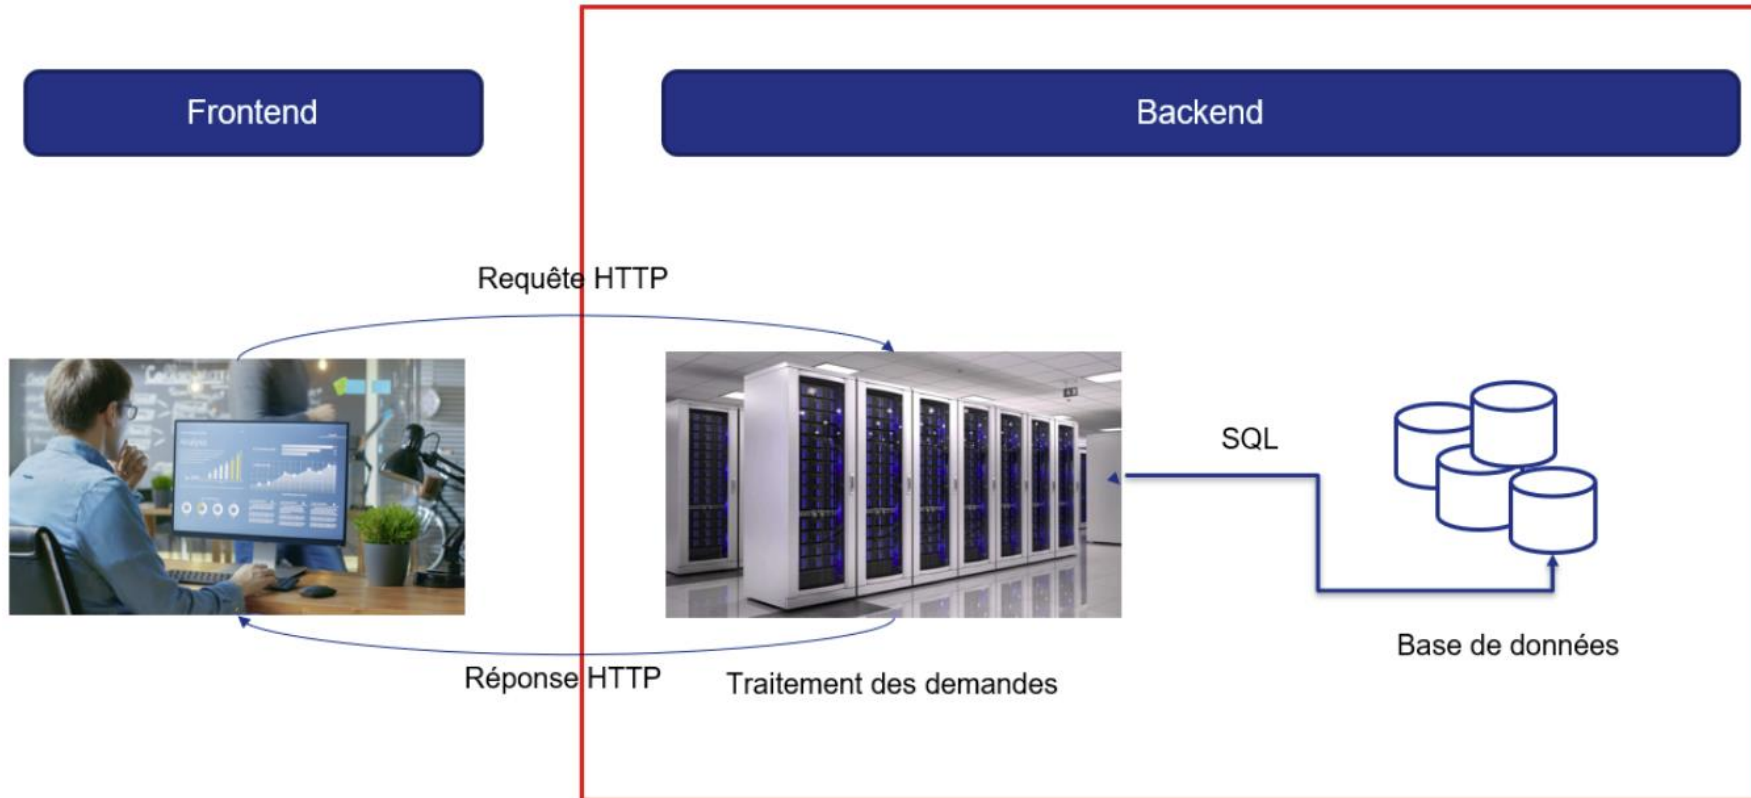 Frontend
Backend
Requête HTTP
SQL
Base de données
Réponse HTTP
Traitement des demandes